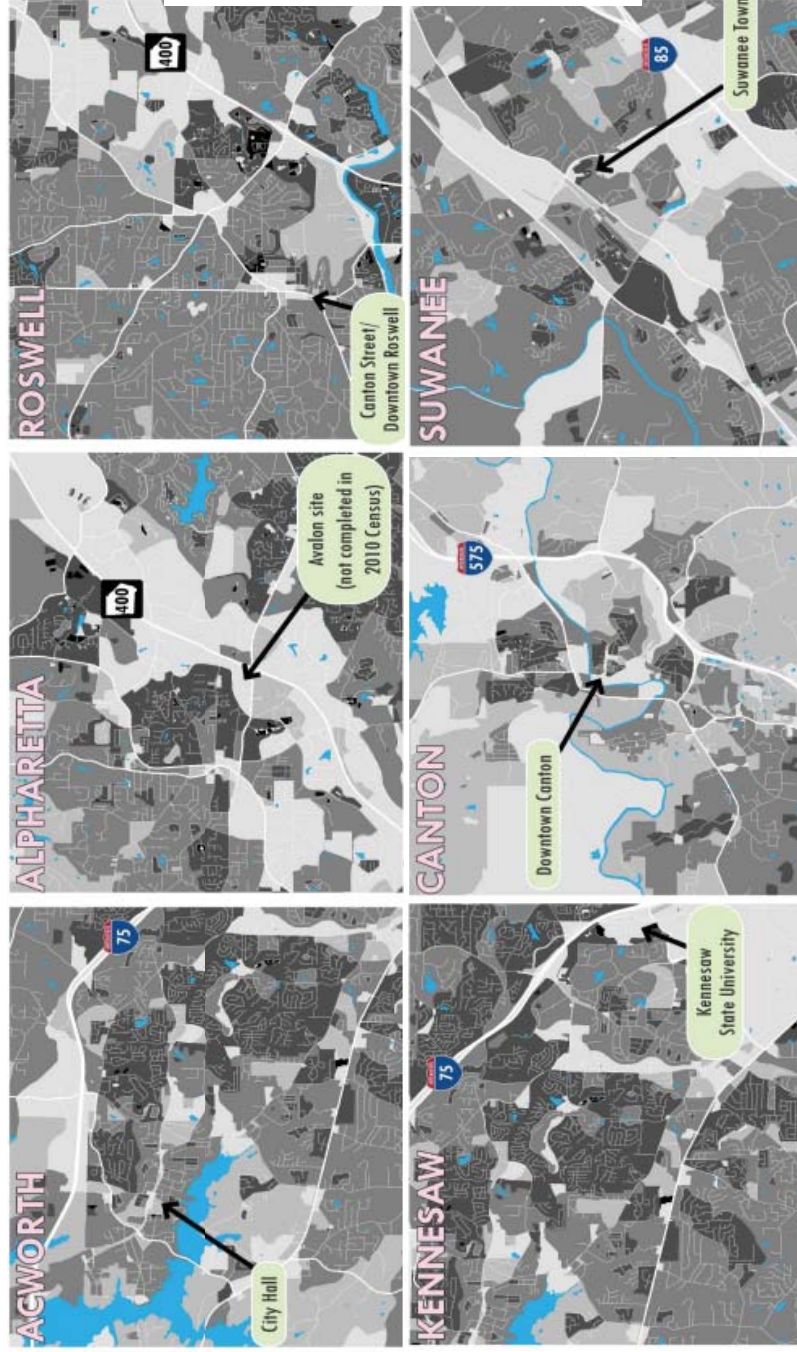 ACWORTH
75
City Hall
ALPHARETTA
400
Avalon site
(not completed in
2010 Census)
ROSWELL
400
Canton Street/
Downtown Roswell
KENNESAW
75
Kennesaw
State University
CANTON
575
Downtown Canton
SUWANEE
85
Suwanee Town